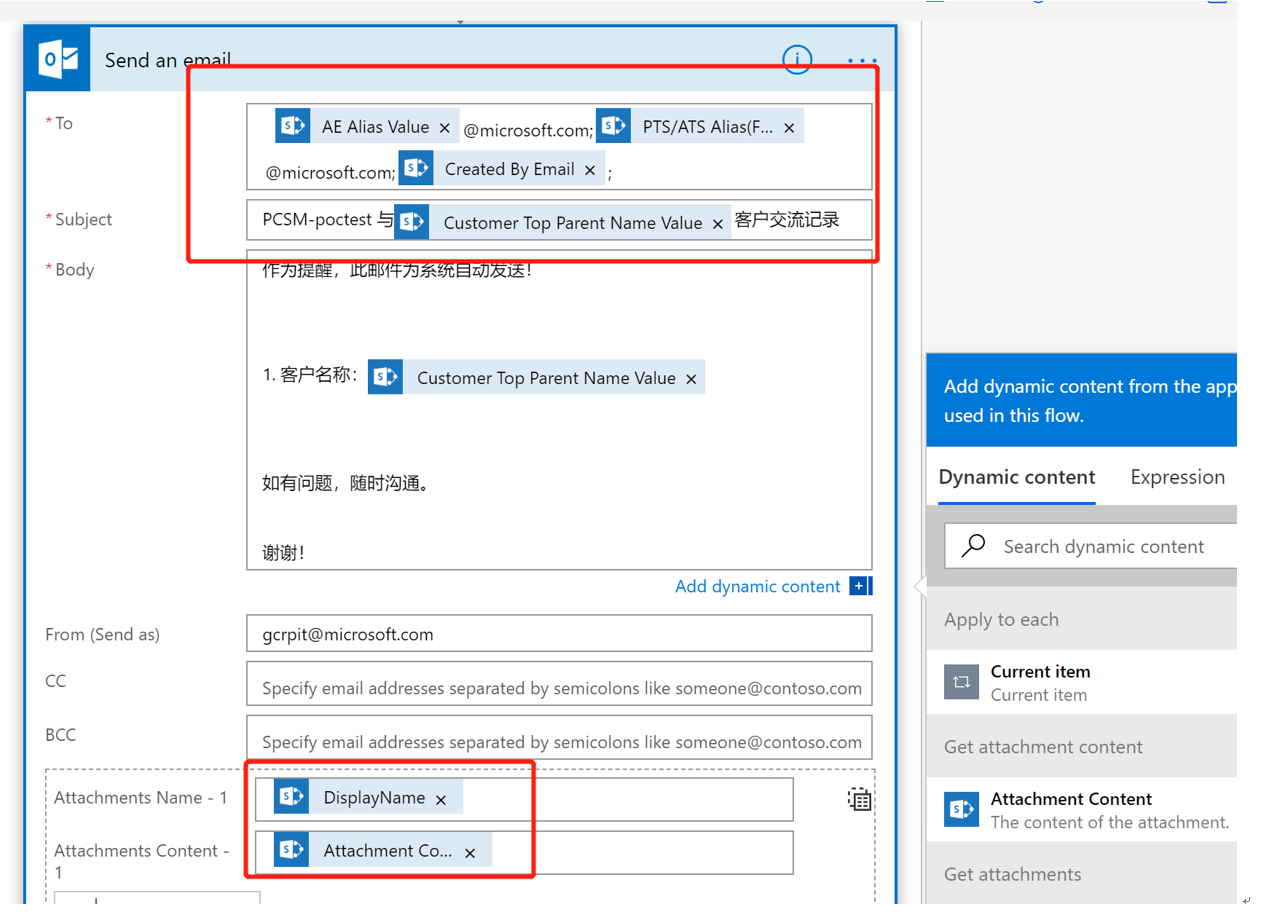 Send an email
* To
AE Alias Value × @microsoft.com; PTS/ATS Alias(F... ×
@microsoft.com; Created By Email × ;
* Subject
PCSM-poctest 与 Customer Top Parent Name Value × 客户交流记录
* Body
作为提醒，此邮件为系统自动发送！
1. 客户名称： Customer Top Parent Name Value ×
如有问题，随时沟通。
谢谢！
Add dynamic content
From (Send as)
gcrpit@microsoft.com
CC
Specify email addresses separated by semicolons like someone@contoso.com
BCC
Specify email addresses separated by semicolons like someone@contoso.com
Attachments Name - 1
DisplayName ×
Attachments Content -
1
Attachment Co... ×
Add dynamic content from the app
used in this flow.
Dynamic content Expression
Search dynamic content
Apply to each
Current item
Current item
Get attachment content
Attachment Content
The content of the attachment.
Get attachments